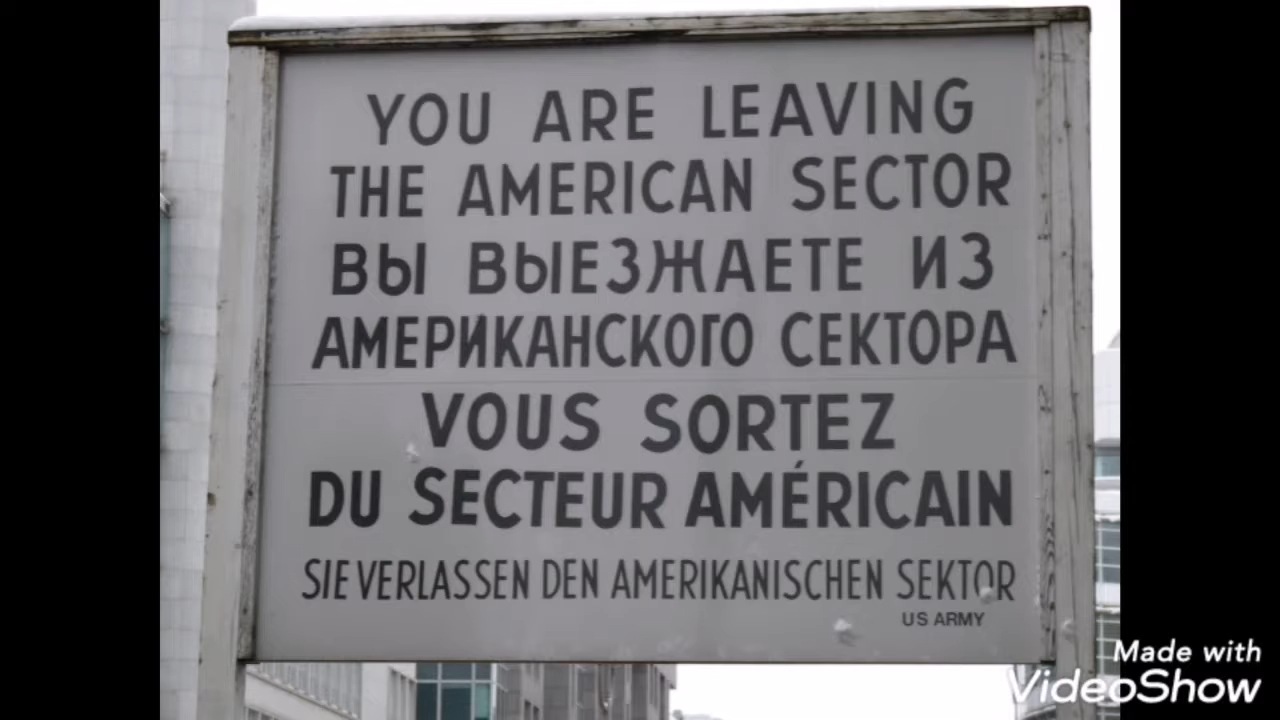 YOU ARE LEAVING
THE AMERICAN SECTOR
ВЫ ВЫЕЗЖАЕТЕ ИЗ
АМЕРИКАНСКОГО СЕКТОРА
VOUS SORTEZ
DU SECTEUR AMÉRICAIN
SIE VERLASSEN DEN AMERIKANISCHEN SEKTOR
US ARMY
Made with
VideoShow